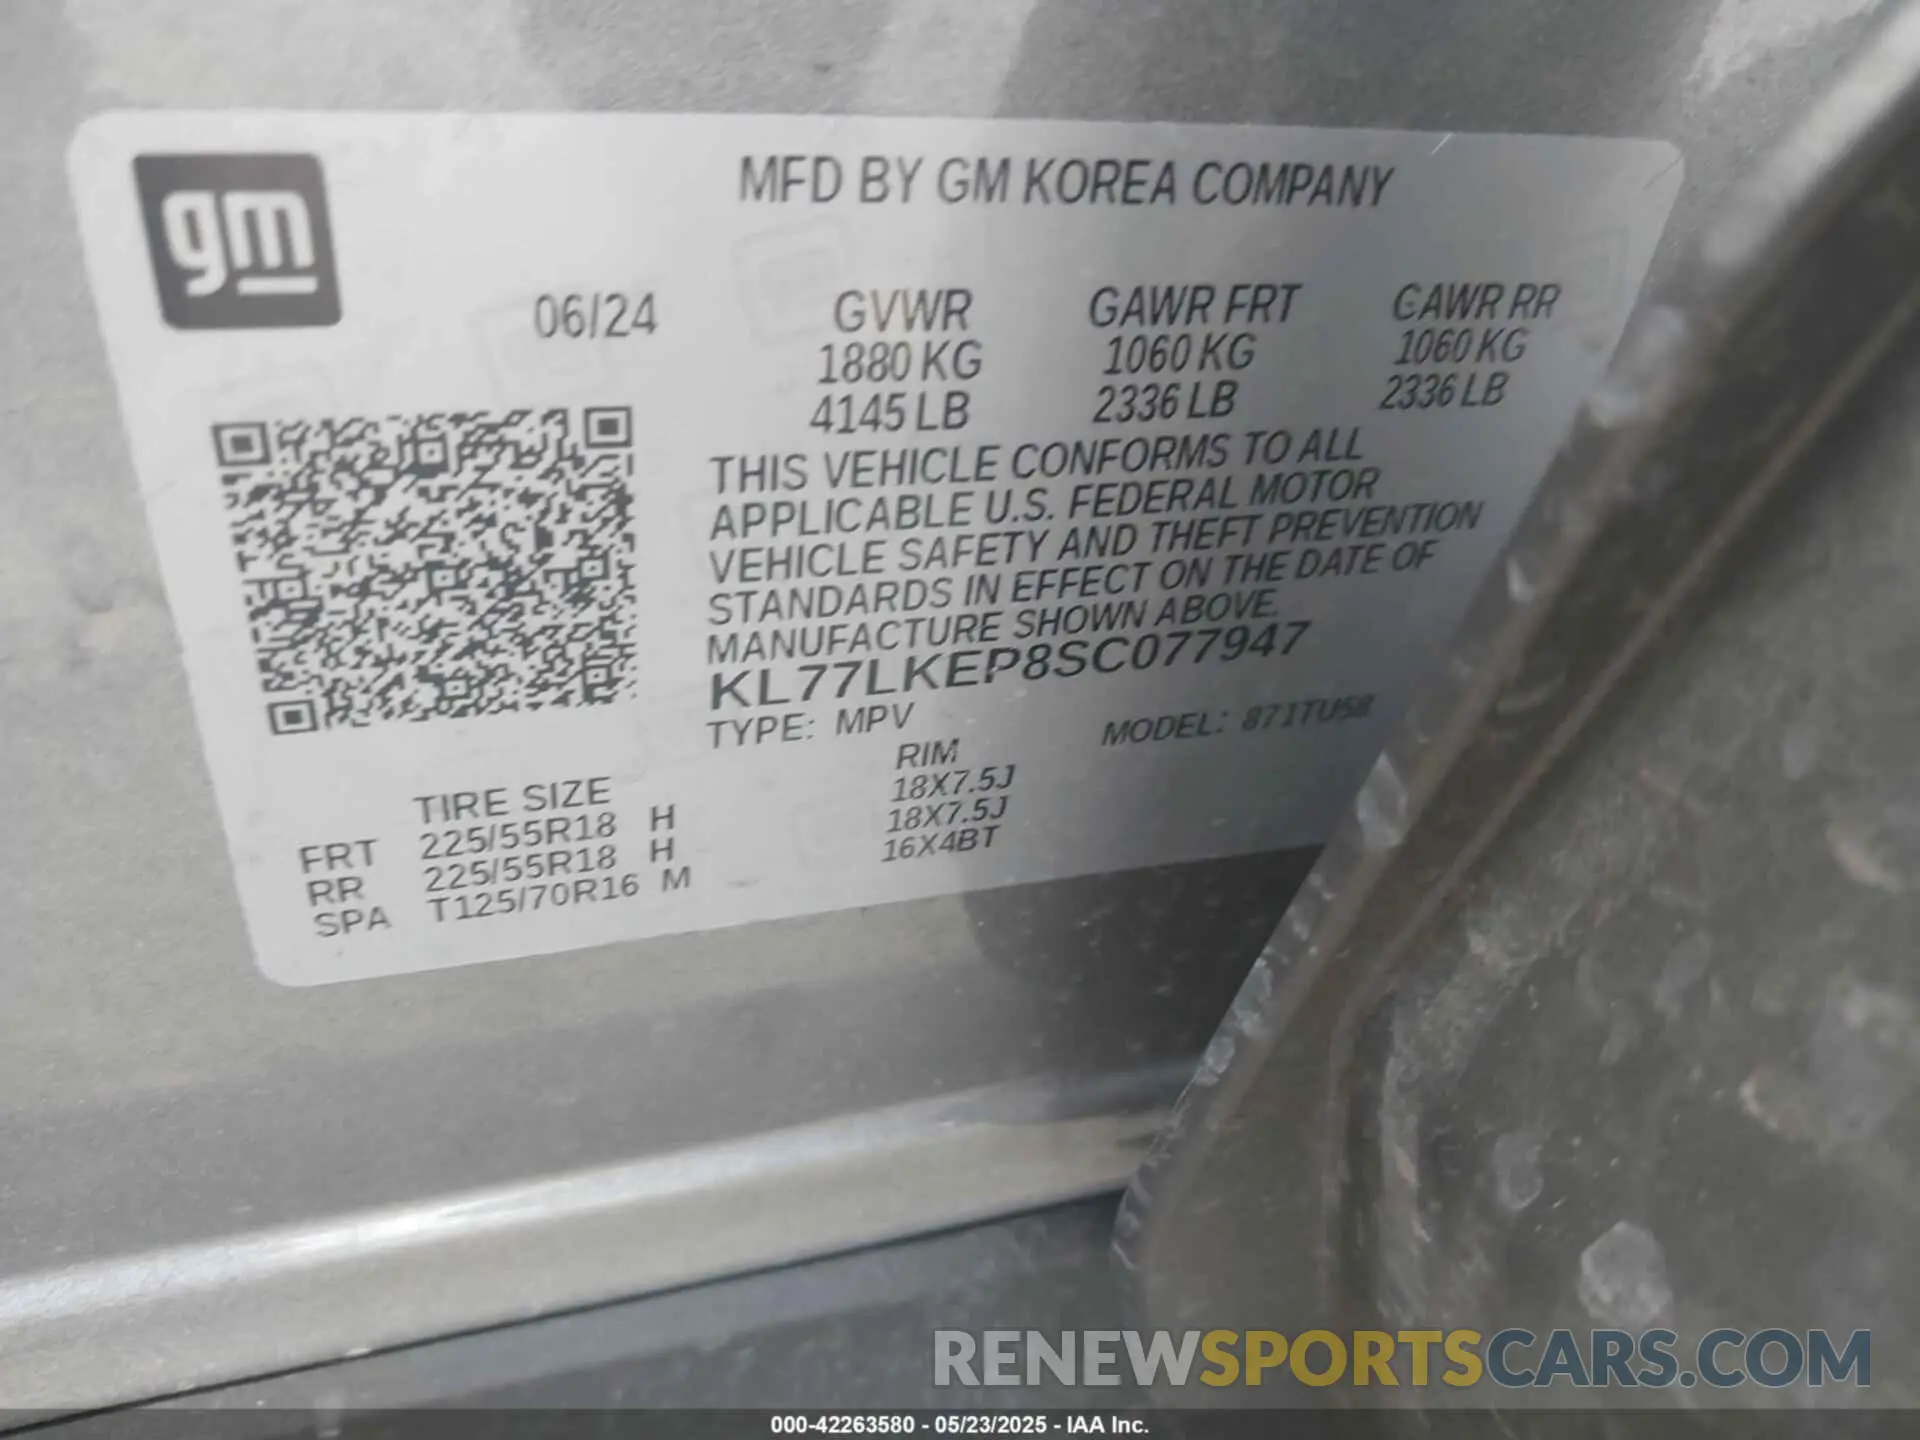 gm
MFD BY GM KOREA COMPANY
06/24 GVWR GAWR FRT GAWR RR
1880 KG 1060 KG 1060 KG
4145 LB 2336 LB 2336 LB
THIS VEHICLE CONFORMS TO ALL
APPLICABLE U.S. FEDERAL MOTOR
VEHICLE SAFETY AND THEFT PREVENTION
STANDARDS IN EFFECT ON THE DATE OF
MANUFACTURE SHOWN ABOVE.
KL77LKEP8SC077947
TYPE: MPV MODEL: 871TU58
TIRE SIZE RIM
FRT 225/55R18 H 18X7.5J
RR 225/55R18 H 18X7.5J
SPA T125/70R16 M 16X4BT
RENEWSPORTSCARS.COM
000-42263580 - 05/23/2025 - IAA Inc.